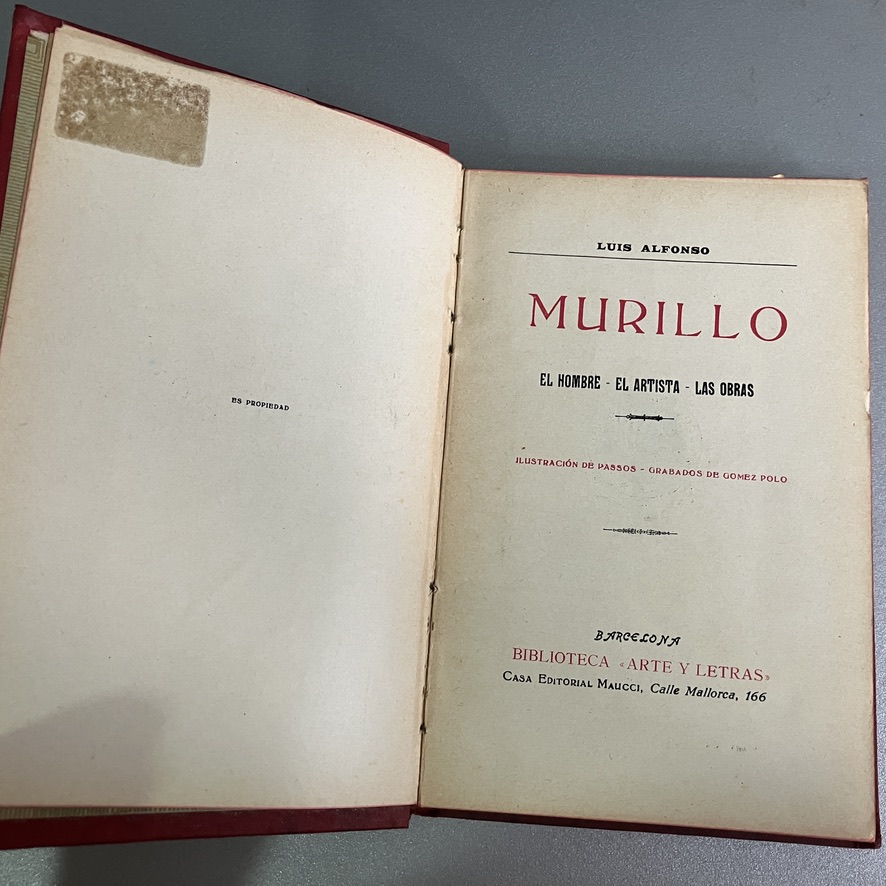 ES PROPIEDAD
LUIS ALFONSO
MURILLO
EL HOMBRE - EL ARTISTA - LAS OBRAS
ILUSTRACIÓN DE PASSOS - GRABADOS DE GOMEZ POLO
BARCELONA
BIBLIOTECA «ARTE Y LETRAS»
CASA EDITORIAL MAUCCI, Calle Mallorca, 166